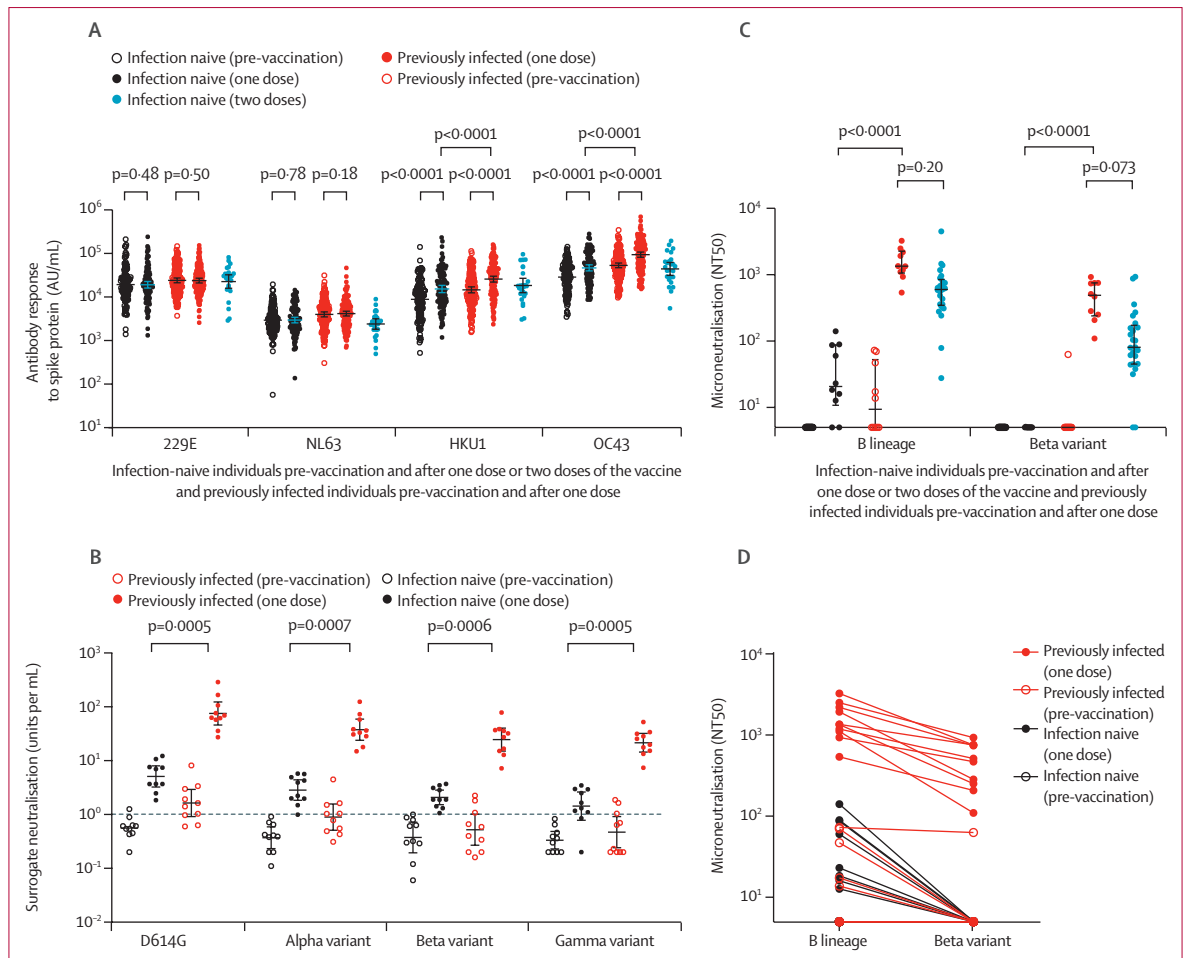 A
Infection naive (pre-vaccination)
Infection naive (one dose)
Infection naive (two doses)
Previously infected (one dose)
Previously infected (pre-vaccination)
p<0·0001
p<0·0001
p=0·48
p=0·50
p=0·78
p=0·18
p<0·0001
p<0·0001
p<0·0001
p<0·0001
Antibody response
to spike protein (AU/mL)
10⁶
10⁵
10⁴
10³
10²
10¹
229E
NL63
HKU1
OC43
Infection-naive individuals pre-vaccination and after one dose or two doses of the vaccine
and previously infected individuals pre-vaccination and after one dose
B
Previously infected (pre-vaccination)
Previously infected (one dose)
Infection naive (pre-vaccination)
Infection naive (one dose)
p=0·0005
p=0·0007
p=0·0006
p=0·0005
Surrogate neutralisation (units per mL)
10³
10²
10¹
10⁰
10⁻¹
10⁻²
D614G
Alpha variant
Beta variant
Gamma variant
C
p<0·0001
p=0·20
p<0·0001
p=0·073
Microneutralisation (NT50)
10⁴
10³
10²
10¹
B lineage
Beta variant
Infection-naive individuals pre-vaccination and after
one dose or two doses of the vaccine and previously
infected individuals pre-vaccination and after one dose
D
Microneutralisation (NT50)
10⁴
10³
10²
10¹
B lineage
Beta variant
Previously infected
(one dose)
Previously infected
(pre-vaccination)
Infection naive
(one dose)
Infection naive
(pre-vaccination)